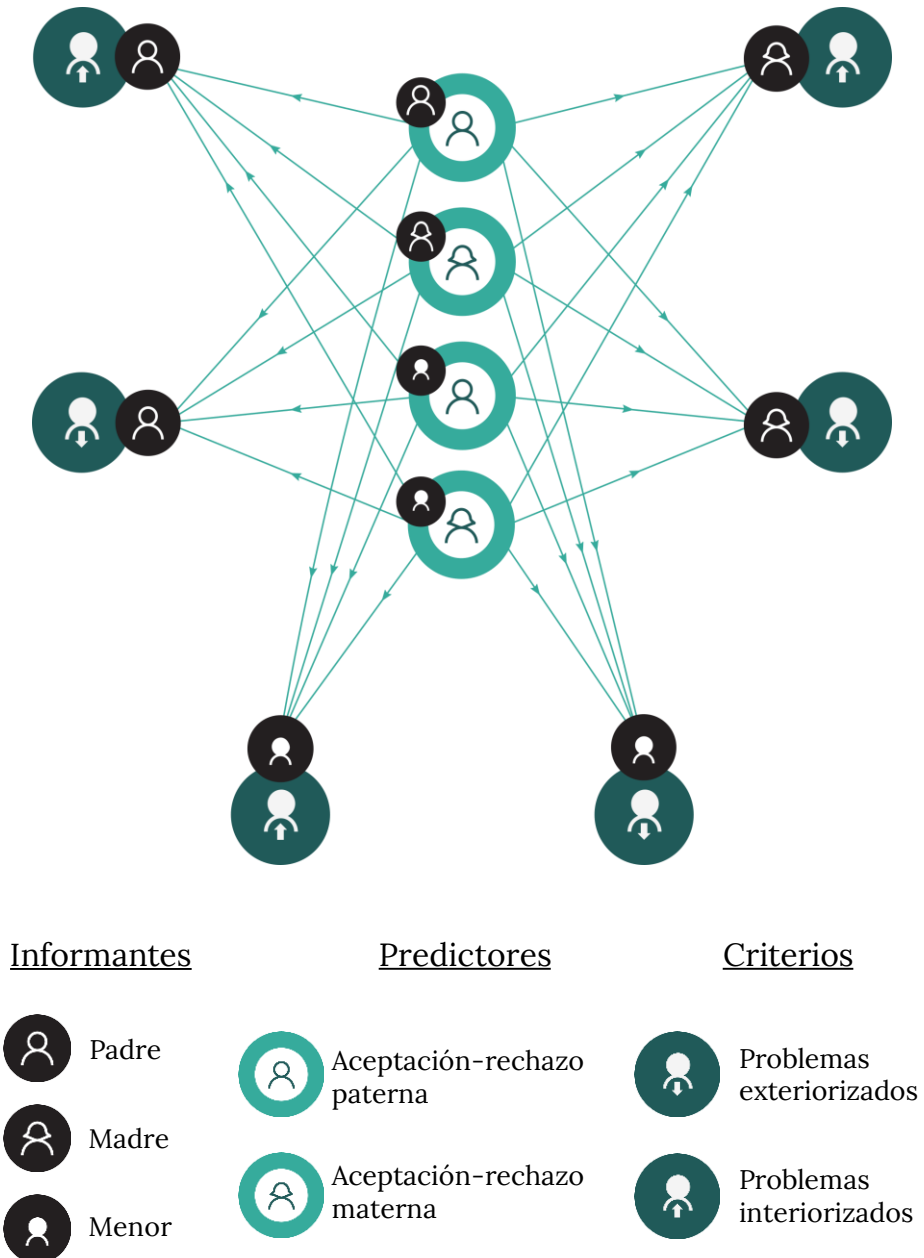 Informantes
Predictores
Criterios
Padre
Madre
Menor
Aceptación-rechazo
paterna
Aceptación-rechazo
materna
Problemas
exteriorizados
Problemas
interiorizados